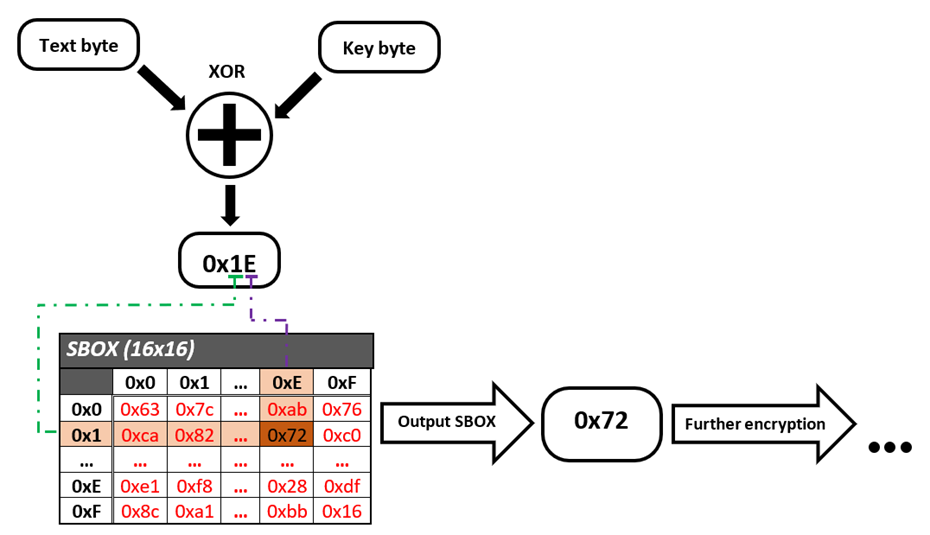 Text byte
Key byte
XOR
0x1E
SBOX (16x16)
0x0 0x1 ... 0xE 0xF
0x0 0x63 0x7c ... 0xab 0x76
0x1 0xca 0x82 ... 0x72 0xc0
... ... ... ... ... ...
0xE 0xe1 0xf8 ... 0x28 0xdf
0xF 0x8c 0xa1 ... 0xbb 0x16
Output SBOX
0x72
Further encryption
...